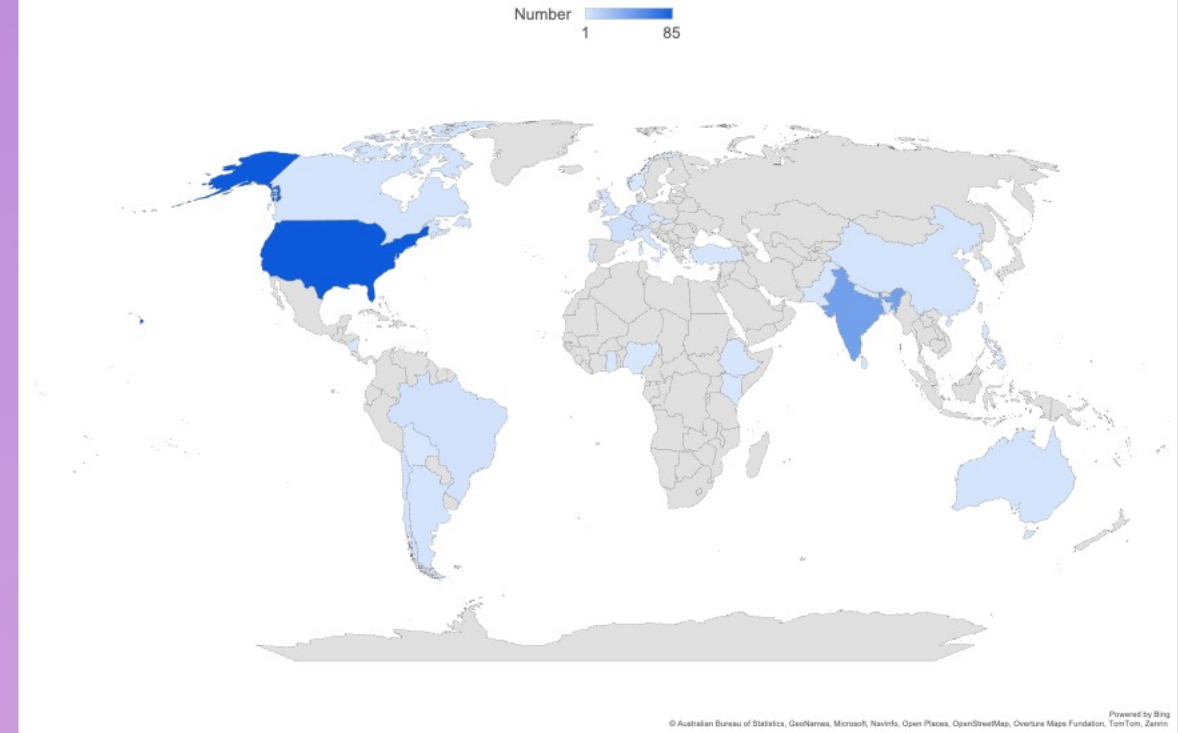 Number
1 85
Powered by Bing
© Australian Bureau of Statistics, GeoNames, Microsoft, Navinfo, Open Places, OpenStreetMap, Overture Maps Fundation, TomTom, Zenrin